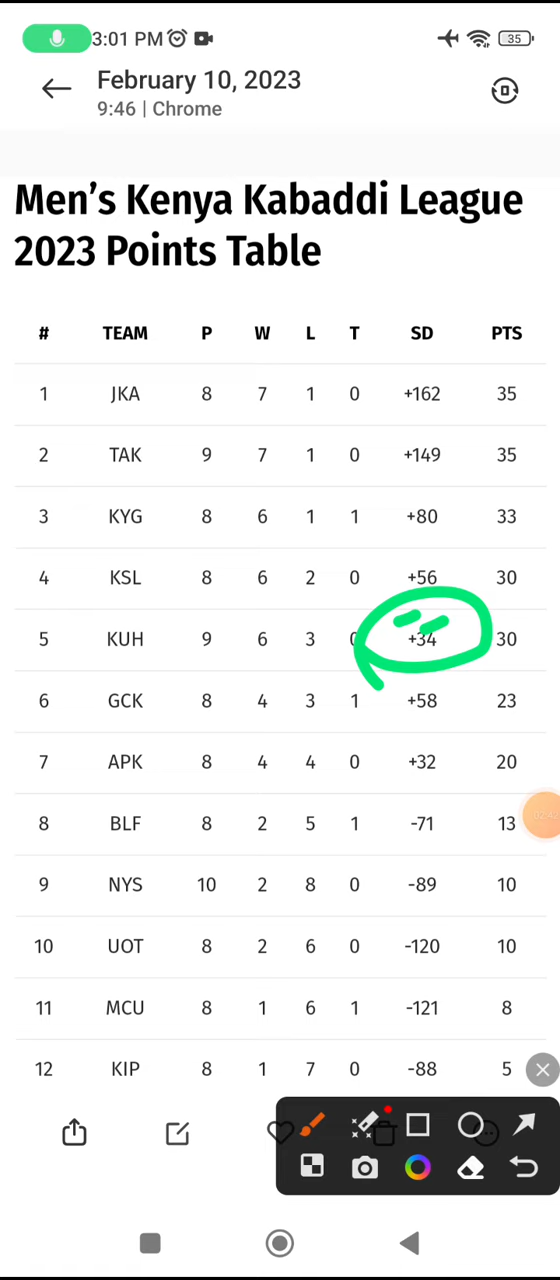 3:01 PM 35
February 10, 2023
9:46 | Chrome
Men's Kenya Kabaddi League
2023 Points Table
# TEAM P W L T SD PTS
1 JKA 8 7 1 0 +162 35
2 TAK 9 7 1 0 +149 35
3 KYG 8 6 1 1 +80 33
4 KSL 8 6 2 0 +56 30
5 KUH 9 6 3 0 +34 30
6 GCK 8 4 3 1 +58 23
7 APK 8 4 4 0 +32 20
8 BLF 8 2 5 1 -71 13
02:42
9 NYS 10 2 8 0 -89 10
10 UOT 8 2 6 0 -120 10
11 MCU 8 1 6 1 -121 8
12 KIP 8 1 7 0 -88 5